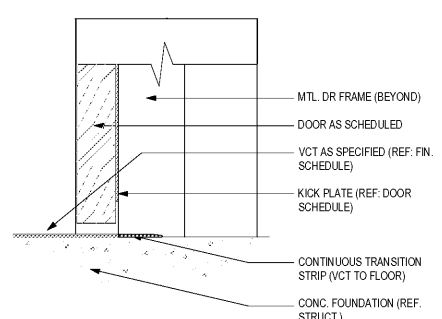 MTL. DR FRAME (BEYOND)
DOOR AS SCHEDULED
VCT AS SPECIFIED (REF: FIN.
SCHEDULE)
KICK PLATE (REF: DOOR
SCHEDULE)
CONTINUOUS TRANSITION
STRIP (VCT TO FLOOR)
CONC. FOUNDATION (REF.
STRUCT.)